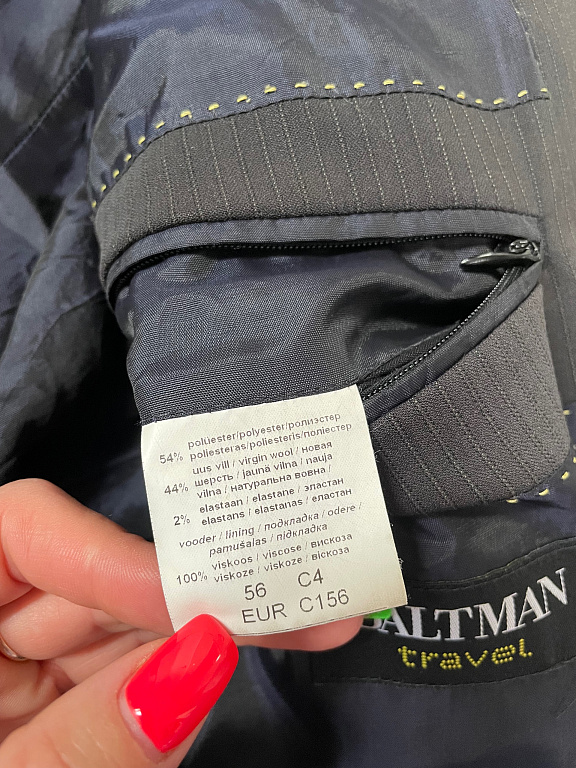 54% polüester/polyester/полиэстер
poliesteras/poliesteris/поліестер
uus vill / virgin wool / новая
44% шерсть / jaunā vilna / nauja
vilna / натуральна вовна /
2% elastaan / elastane / эластан
elastans / elastanas / еластан
vooder / lining / подкладка / odere /
pamušalas / підкладка
100% viskoos / viscose / вискоза
viskoze / viskozė / віскоза
56 C4
EUR C156
BALTMAN
travel